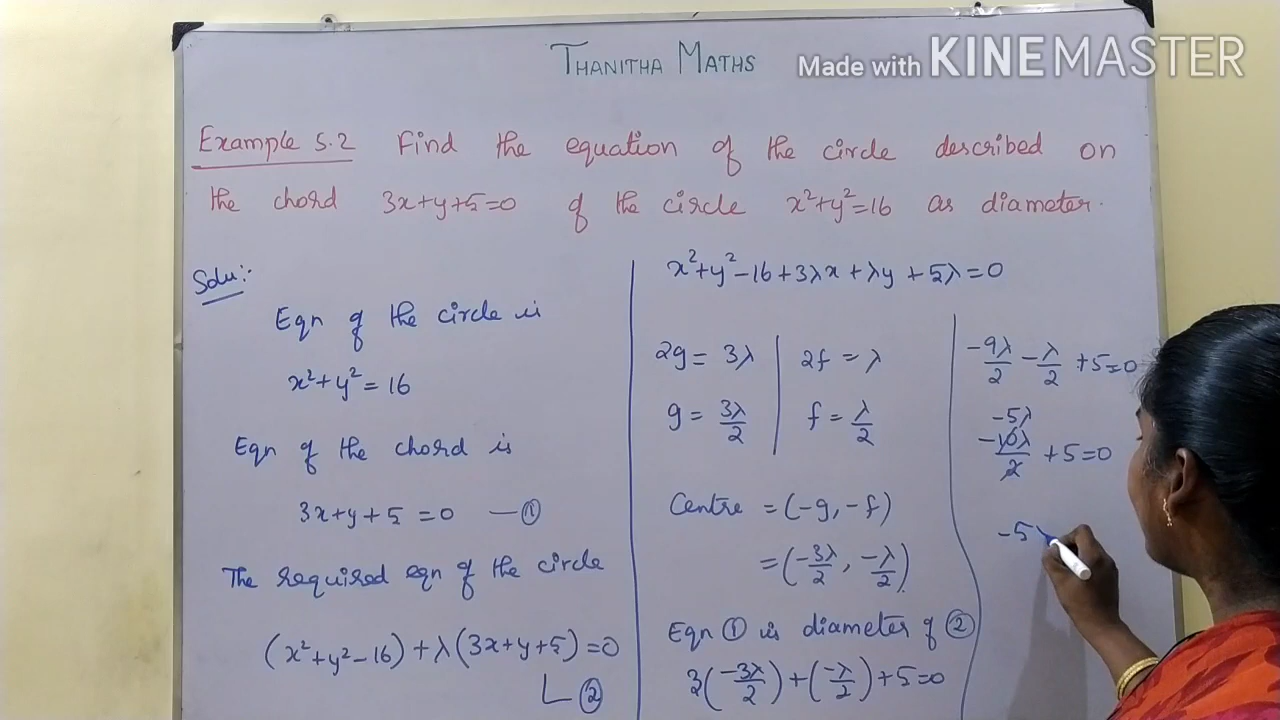 THANITHA MATHS
Made with KINEMASTER
Example 5.2 Find the equation of the circle described on
the chord 3x+y+5=0 of the circle x²+y²=16 as diameter.
Solu:
Eqn of the circle is
x²+y²=16
Eqn of the chord is
3x+y+5=0 —①
The required eqn of the circle
(x²+y²-16)+λ(3x+y+5)=0
②
x²+y²-16+3λx+λy+5λ=0
2g=3λ
g=3λ/2
2f=λ
f=λ/2
Centre =(-g,-f)
=(-3λ/2, -λ/2)
Eqn ① is diameter of ②
3(-3λ/2)+(-λ/2)+5=0
-9λ/2 -λ/2 +5=0
-5λ
-10λ/2 +5=0
-5λ